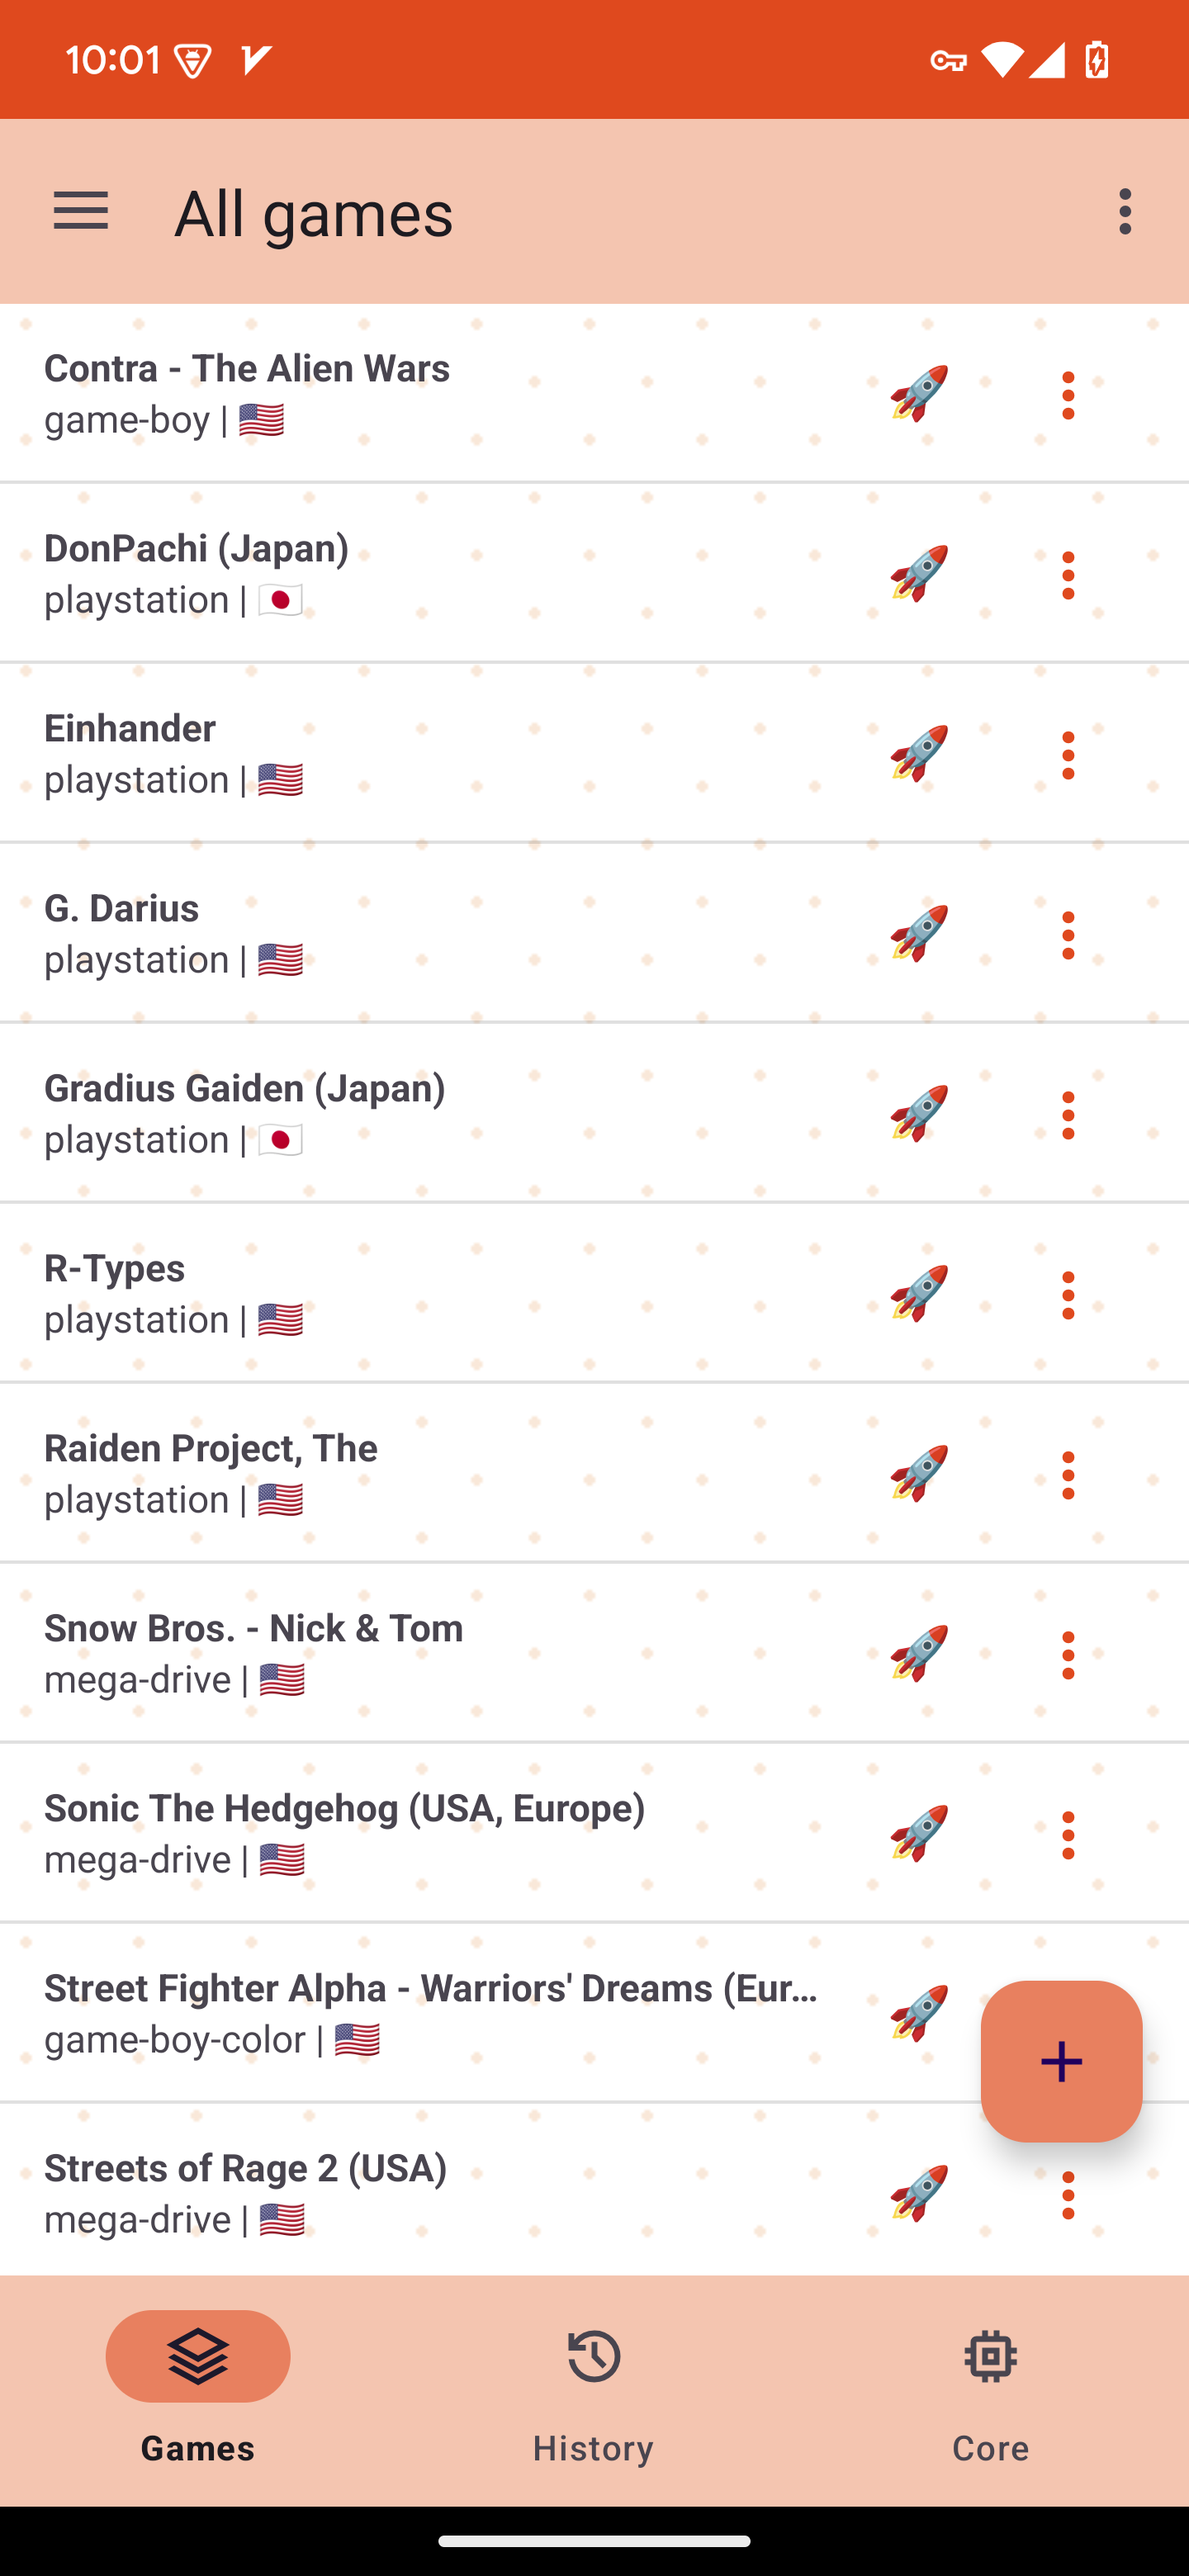 10:01
All games
Contra - The Alien Wars
game-boy |
DonPachi (Japan)
playstation |
Einhander
playstation |
G. Darius
playstation |
Gradius Gaiden (Japan)
playstation |
R-Types
playstation |
Raiden Project, The
playstation |
Snow Bros. - Nick & Tom
mega-drive |
Sonic The Hedgehog (USA, Europe)
mega-drive |
Street Fighter Alpha - Warriors' Dreams (Eur...
game-boy-color |
Streets of Rage 2 (USA)
mega-drive |
Games
History
Core